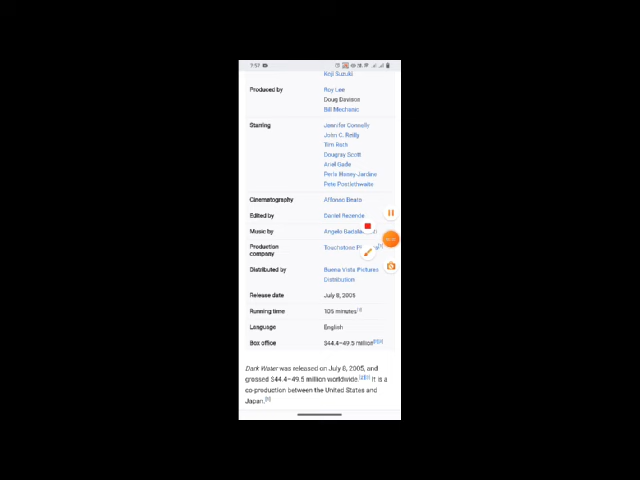 7:57
Koji Suzuki
Produced by Roy Lee
Doug Davison
Bill Mechanic
Starring Jennifer Connelly
John C. Reilly
Tim Roth
Dougray Scott
Ariel Gade
Perla Haney-Jardine
Pete Postlethwaite
Cinematography Affonso Beato
Edited by Daniel Rezende
Music by Angelo
Production Touchstone
company
Distributed by Buena Vista Pictures
Distribution
Release date July 8, 2005
Running time 105 minutes
Language English
Box office $44.4–49.5 million
Dark Water was released on July 8, 2005, and
grossed $44.4–49.5 million worldwide. It is a
co-production between the United States and
Japan.